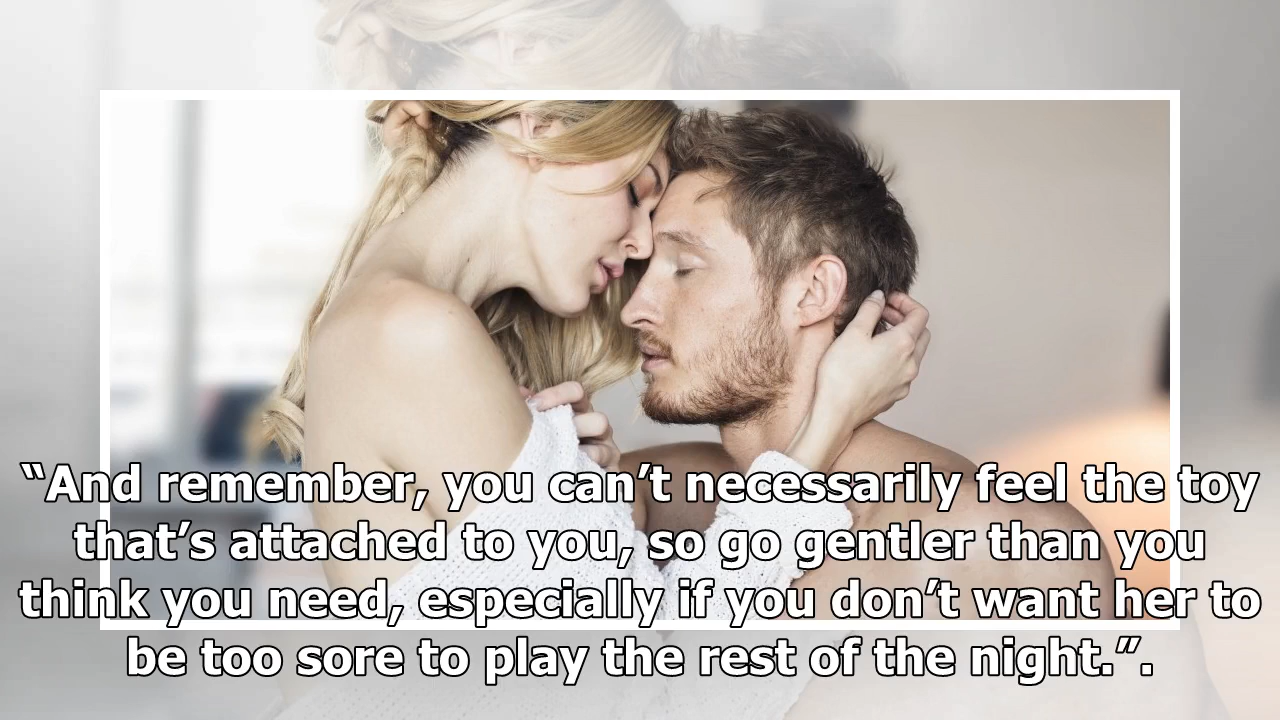 “And remember, you can’t necessarily feel the toy
that’s attached to you, so go gentler than you
think you need, especially if you don’t want her to
be too sore to play the rest of the night.”.